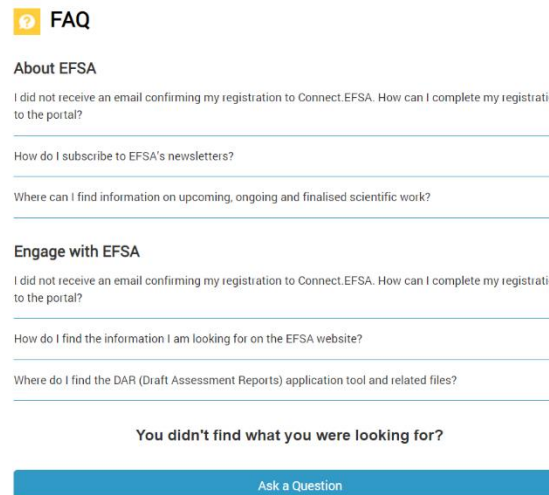 FAQ
About EFSA
I did not receive an email confirming my registration to Connect.EFSA. How can I complete my registrati
to the portal?
How do I subscribe to EFSA's newsletters?
Where can I find information on upcoming, ongoing and finalised scientific work?
Engage with EFSA
I did not receive an email confirming my registration to Connect.EFSA. How can I complete my registrati
to the portal?
How do I find the information I am looking for on the EFSA website?
Where do I find the DAR (Draft Assessment Reports) application tool and related files?
You didn't find what you were looking for?
Ask a Question